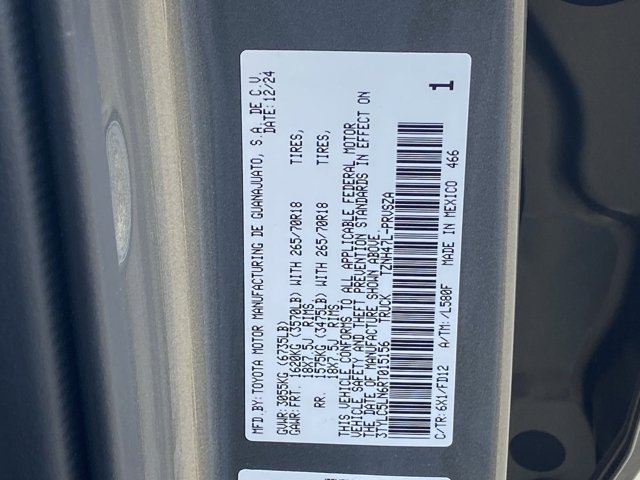 MFD.BY:TOYOTA MOTOR MANUFACTURING DE GUANAJUATO, S.A. DE C.V.
DATE:12/24
GVWR:3055KG(6735LB)
GAWR:FRT. 1620KG(3570LB) WITH 265/70R18 TIRES,
18X7.5J RIMS,
RR. 1575KG(3475LB) WITH 265/70R18 TIRES,
18X7.5J RIMS
THIS VEHICLE CONFORMS TO ALL APPLICABLE FEDERAL MOTOR
VEHICLE SAFETY AND THEFT PREVENTION STANDARDS IN EFFECT ON
THE DATE OF MANUFACTURE SHOWN ABOVE.
3TYLC5LN6RT015156 TRUCK TZNH47L-PRVSZA
C/TR:6X1/FD12 A/TM:/L580F MADE IN MEXICO 466
1